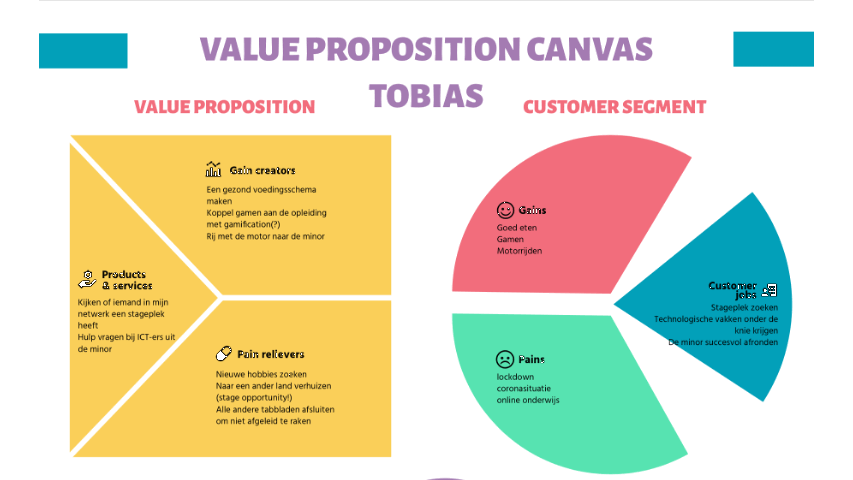 VALUE PROPOSITION CANVAS
TOBIAS
VALUE PROPOSITION
CUSTOMER SEGMENT
Gain creators
Een gezond voedingsschema
maken
Koppel gamen aan de opleiding
met gamification(?)
Rij met de motor naar de minor
Products
& services
Kijken of iemand in mijn
netwerk een stageplek
heeft
Hulp vragen bij ICT-ers uit
de minor
Pain relievers
Nieuwe hobbies zoeken
Naar een ander land verhuizen
(stage opportunity!)
Alle andere tabbladen afsluiten
om niet afgeleid te raken
Gains
Goed eten
Gamen
Motorrijden
Customer
jobs
Stageplek zoeken
Technologische vakken onder de
knie krijgen
De minor succesvol afronden
Pains
lockdown
coronasituatie
online onderwijs